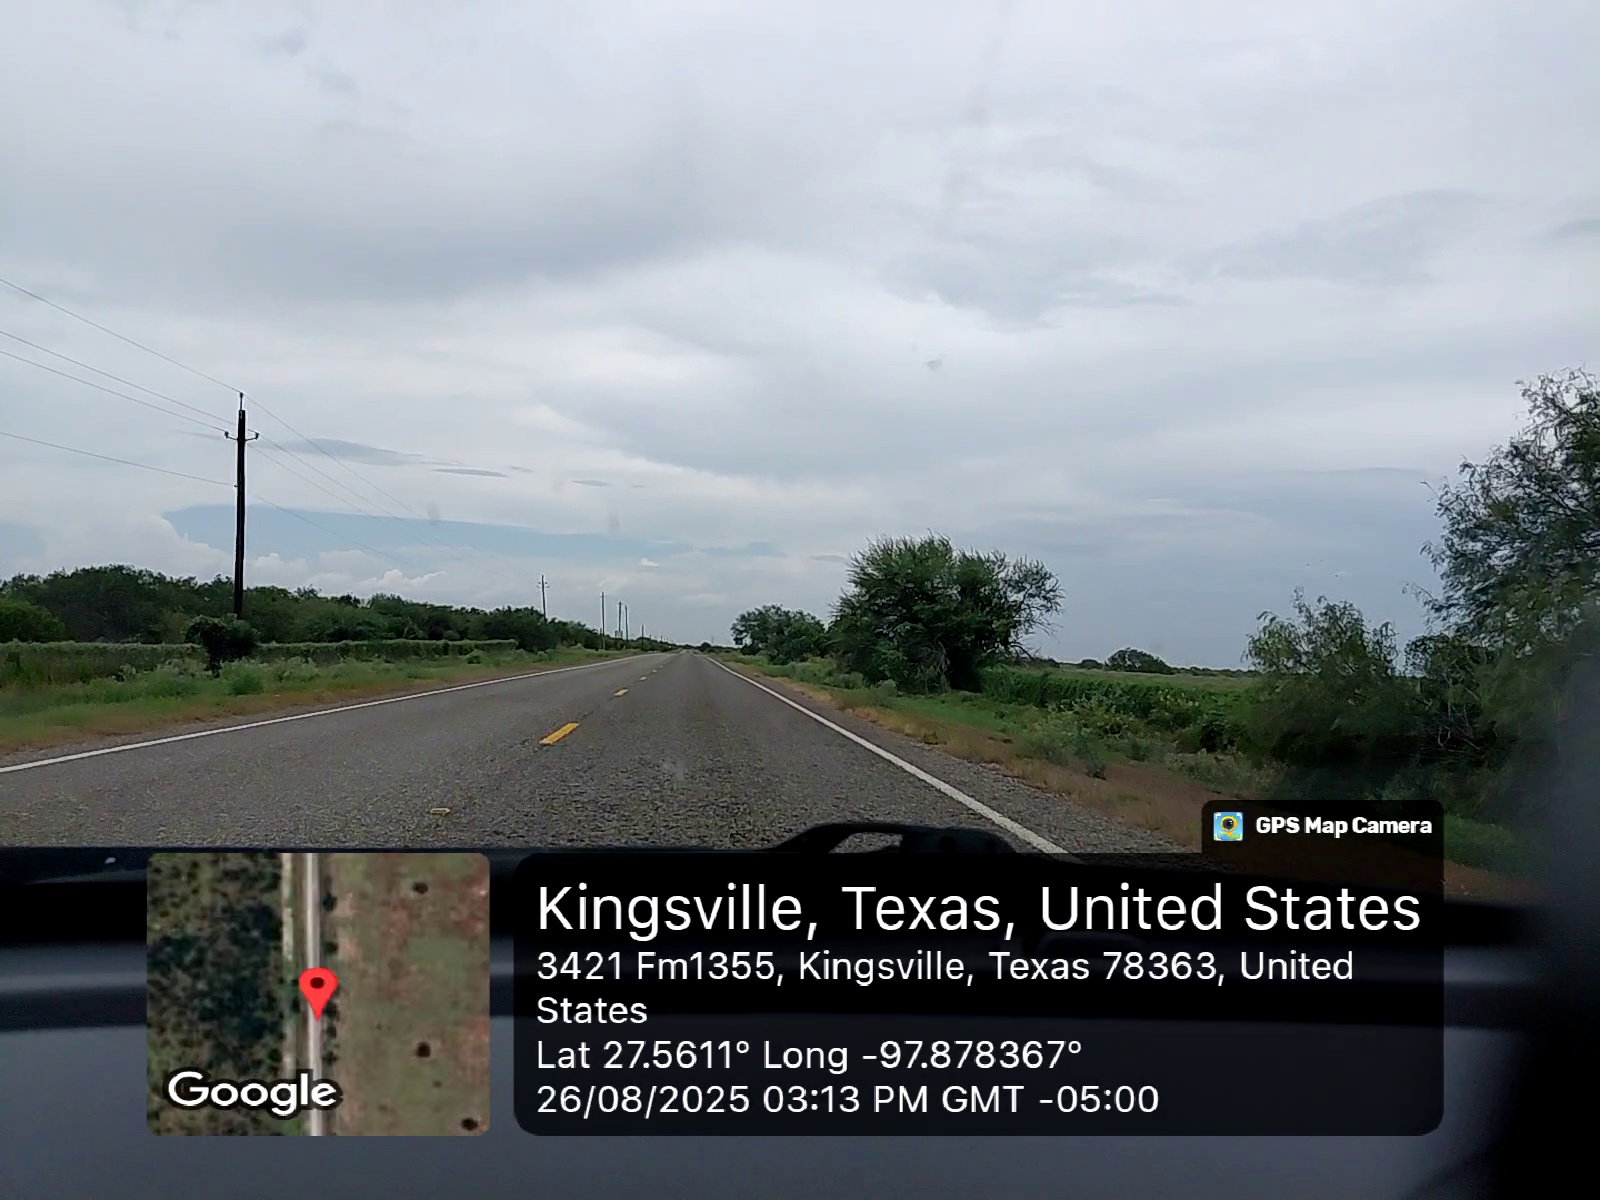 GPS Map Camera
Kingsville, Texas, United States
3421 Fm1355, Kingsville, Texas 78363, United
States
Lat 27.5611° Long -97.878367°
26/08/2025 03:13 PM GMT -05:00
Google